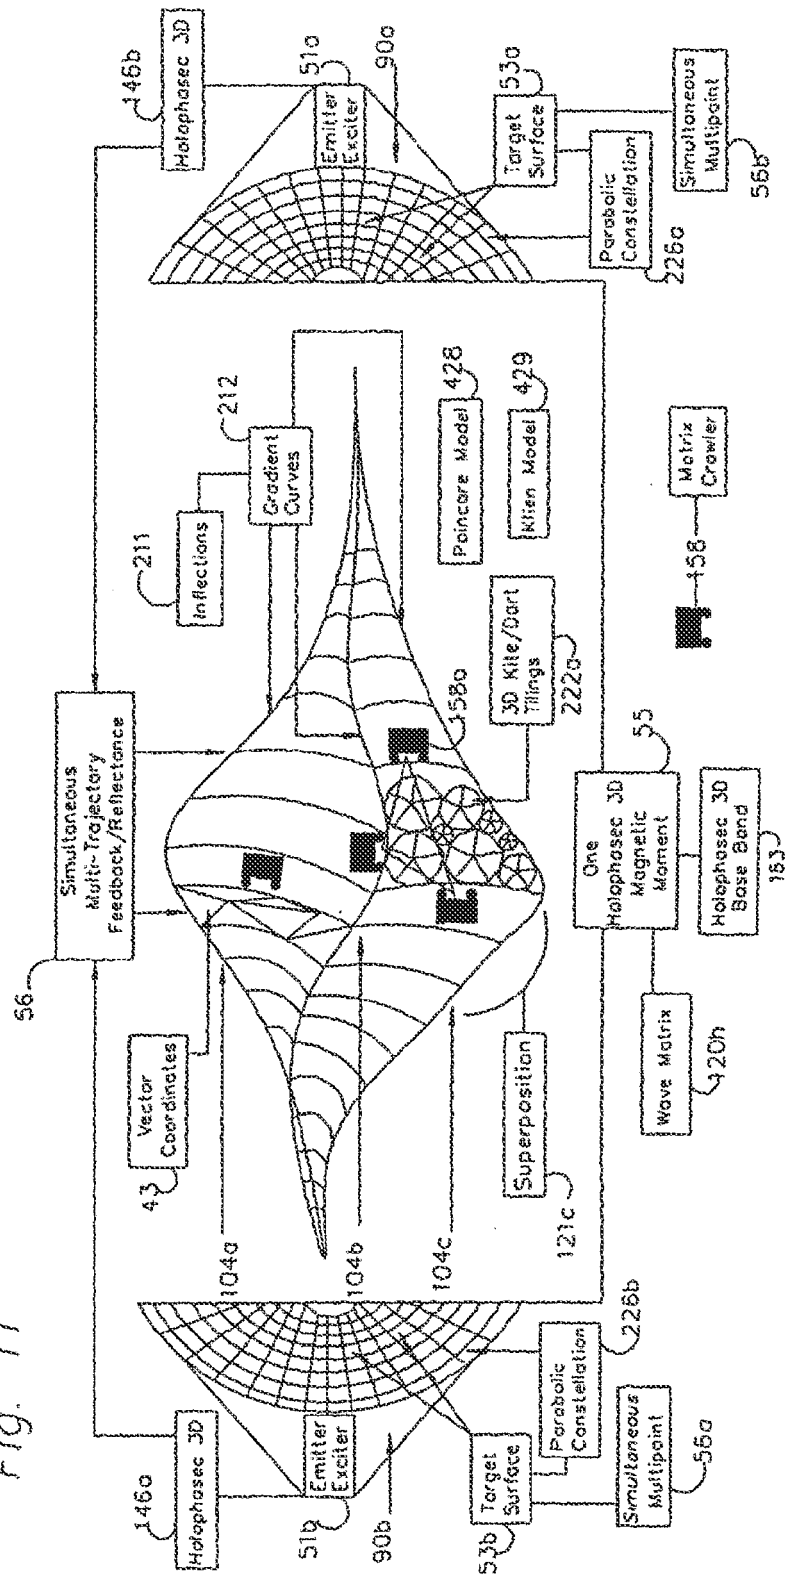 Fig. 11
56
Simultaneous
Multi-Trajectory
Feedback/Reflectance
146a
Holophasec 3D
51b
Emitter
Exciter
90b
53b
Target
Surface
Parabolic
Constellation
226b
Simultaneous
Multipoint
56a
43
Vector
Coordinates
104a
104b
104c
Superposition
121c
211
Inflections
212
Gradient
Curves
Poincare Model
428
Klien Model
429
158a
3D Kite/Dart
Tilings
222a
146b
Holophasec 3D
51a
Emitter
Exciter
90a
53a
Target
Surface
Parabolic
Constellation
226a
Simultaneous
Multipoint
56b
One
Holophasec 3D
Magnetic
Moment
55
Wave Matrix
120h
Holophasec 3D
Base Band
163
158
Matrix
Crawler